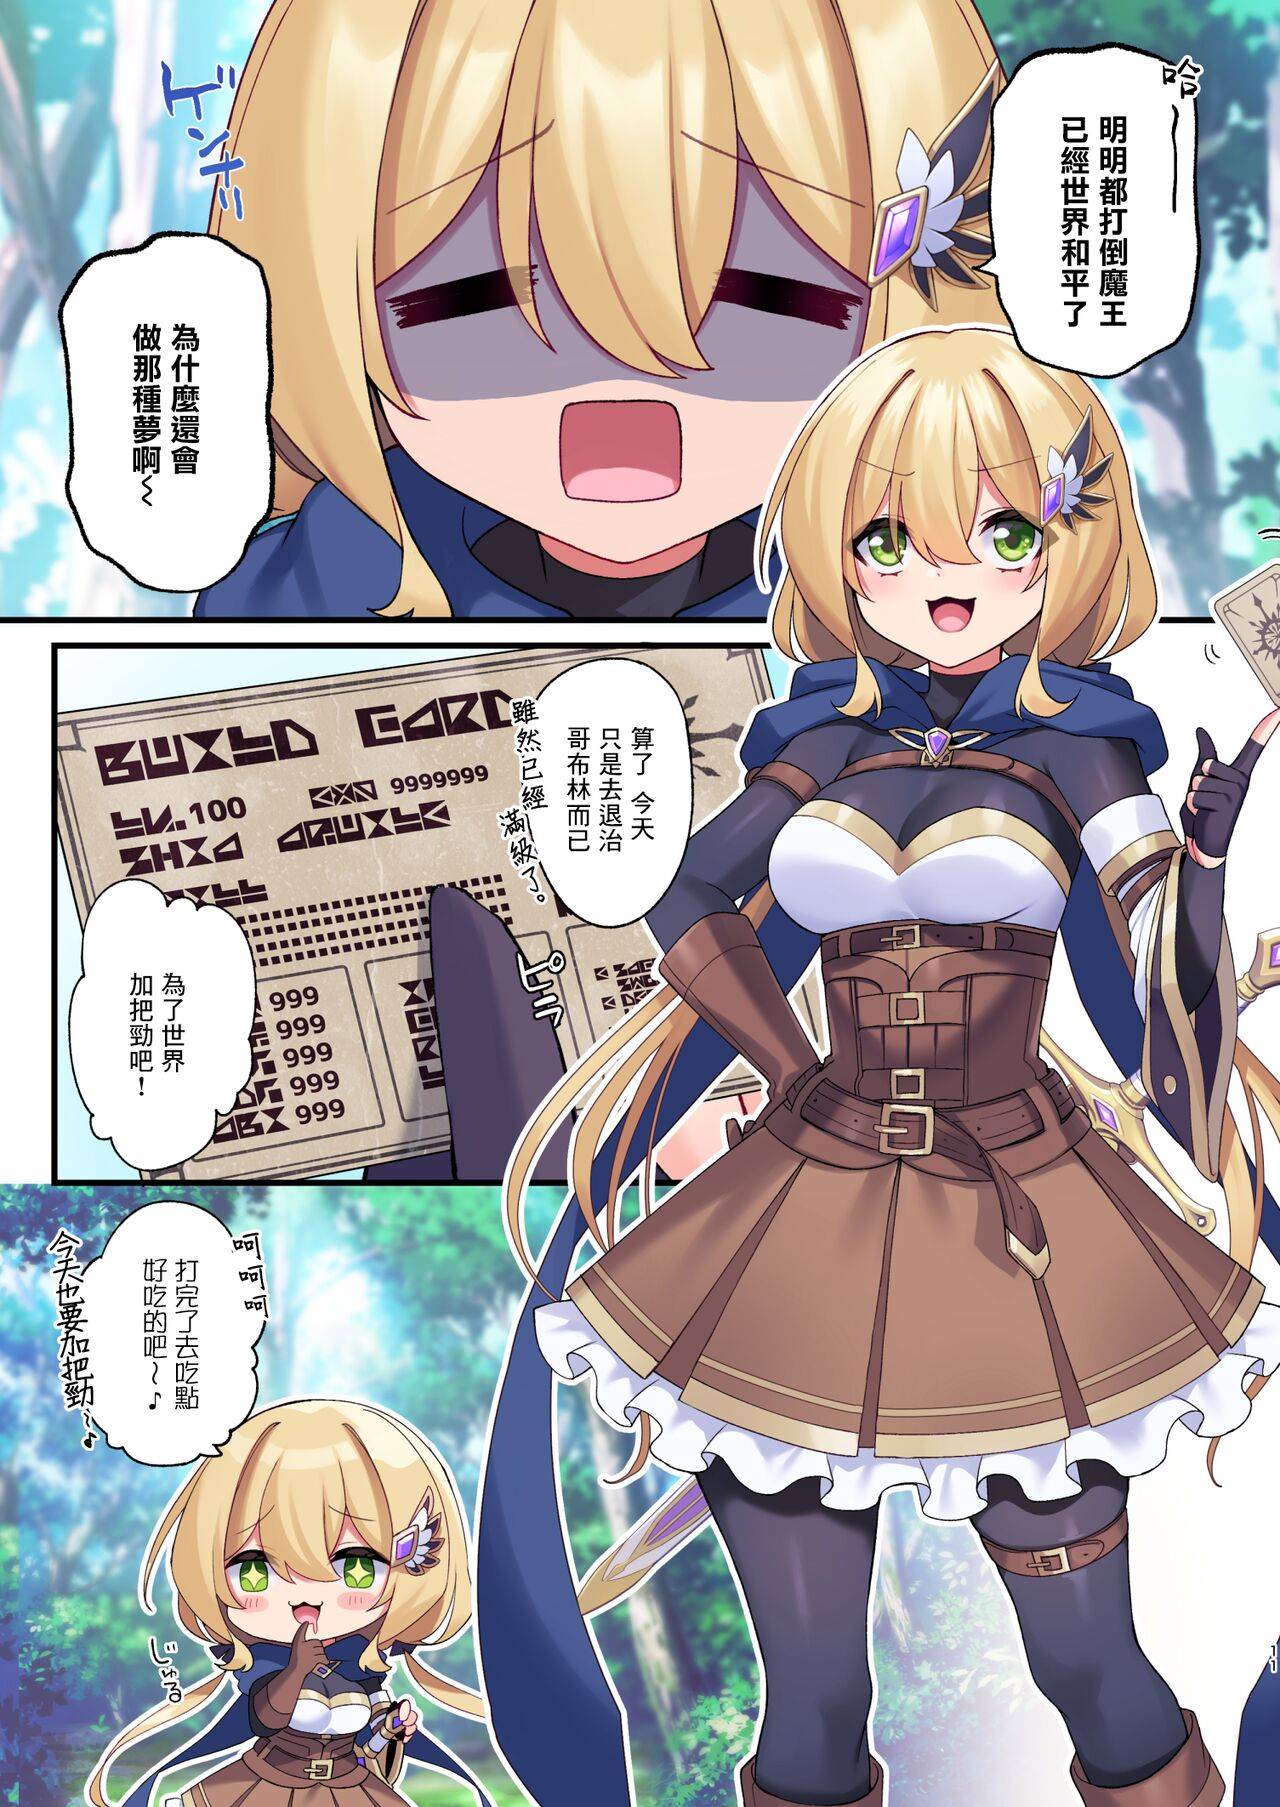 哈——
明明都打倒魔王
已經世界和平了
ゲンナリ
為什麼還會
做那種夢啊～
算了 今天
只是去退治
哥布林而已
雖然已經滿級了。
9999999
.100
999
999
999
999
999
ピラ
為了世界
加把勁吧！
呵呵呵
打完了去吃點
好吃的吧～♪
今天也要加把勁～♪
じゅる
11